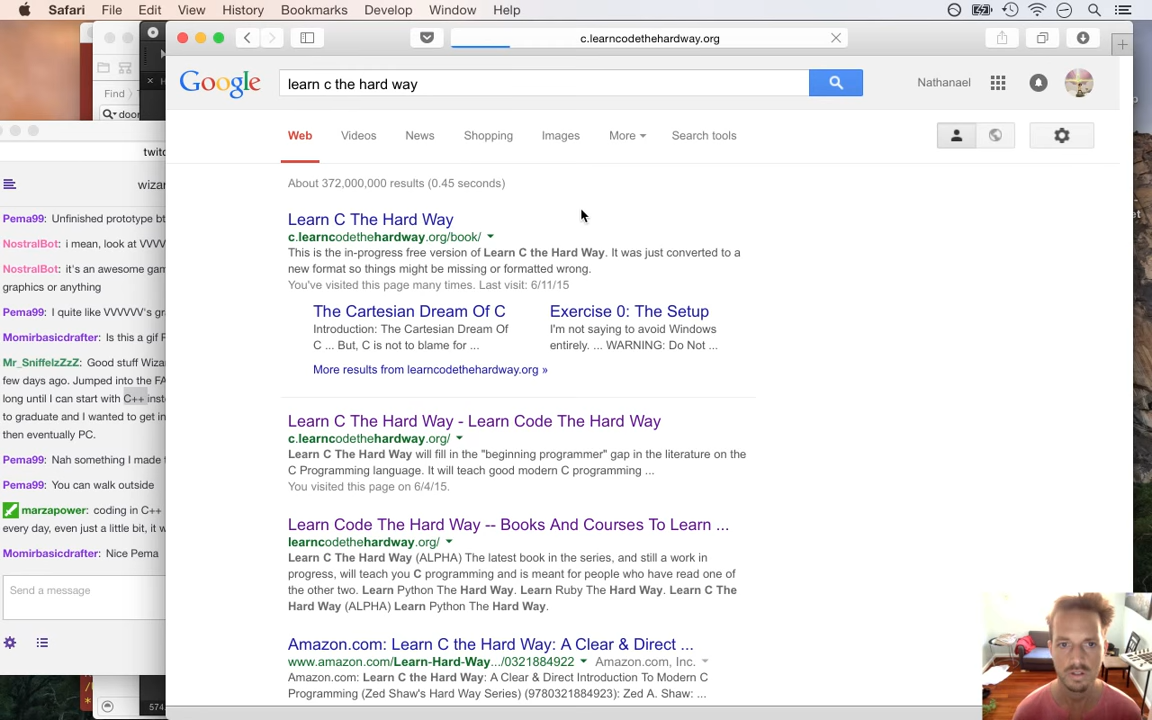 Safari File Edit View History Bookmarks Develop Window Help
c.learncodethehardway.org
Google
learn c the hard way
Nathanael
Web Videos News Shopping Images More Search tools
About 372,000,000 results (0.45 seconds)
Learn C The Hard Way
c.learncodethehardway.org/book/
This is the in-progress free version of Learn C the Hard Way. It was just converted to a
new format so things might be missing or formatted wrong.
You've visited this page many times. Last visit: 6/11/15
The Cartesian Dream Of C
Introduction: The Cartesian Dream Of
C ... But, C is not to blame for ...
Exercise 0: The Setup
I'm not saying to avoid Windows
entirely. ... WARNING: Do Not ...
More results from learncodethehardway.org »
Learn C The Hard Way - Learn Code The Hard Way
c.learncodethehardway.org/
Learn C The Hard Way will fill in the "beginning programmer" gap in the literature on the
C Programming language. It will teach good modern C programming ...
You visited this page on 6/4/15.
Learn Code The Hard Way -- Books And Courses To Learn ...
learncodethehardway.org/
Learn C The Hard Way (ALPHA) The latest book in the series, and still a work in
progress, will teach you C programming and is meant for people who have read one of
the other two. Learn Python The Hard Way. Learn Ruby The Hard Way. Learn C The
Hard Way (ALPHA) Learn Python The Hard Way.
Amazon.com: Learn C the Hard Way: A Clear & Direct ...
www.amazon.com/Learn-Hard-Way.../0321884922 Amazon.com, Inc.
Amazon.com: Learn C the Hard Way: A Clear & Direct Introduction To Modern C
Programming (Zed Shaw's Hard Way Series) (9780321884923): Zed A. Shaw: ...
Find
door
twitc
wizar
Pema99: Unfinished prototype bt
NostralBot: i mean, look at VVVV
NostralBot: it's an awesome gam
graphics or anything
Pema99: I quite like VVVVVV's gr
Momirbasicdrafter: Is this a gif F
Mr_SniffelzZzZ: Good stuff Wiza
few days ago. Jumped into the FA
long until I can start with C++ inst
to graduate and I wanted to get in
then eventually PC.
Pema99: Nah something I made
Pema99: You can walk outside
marzapower: coding in C++
every day, even just a little bit, it w
Momirbasicdrafter: Nice Pema
Send a message
574